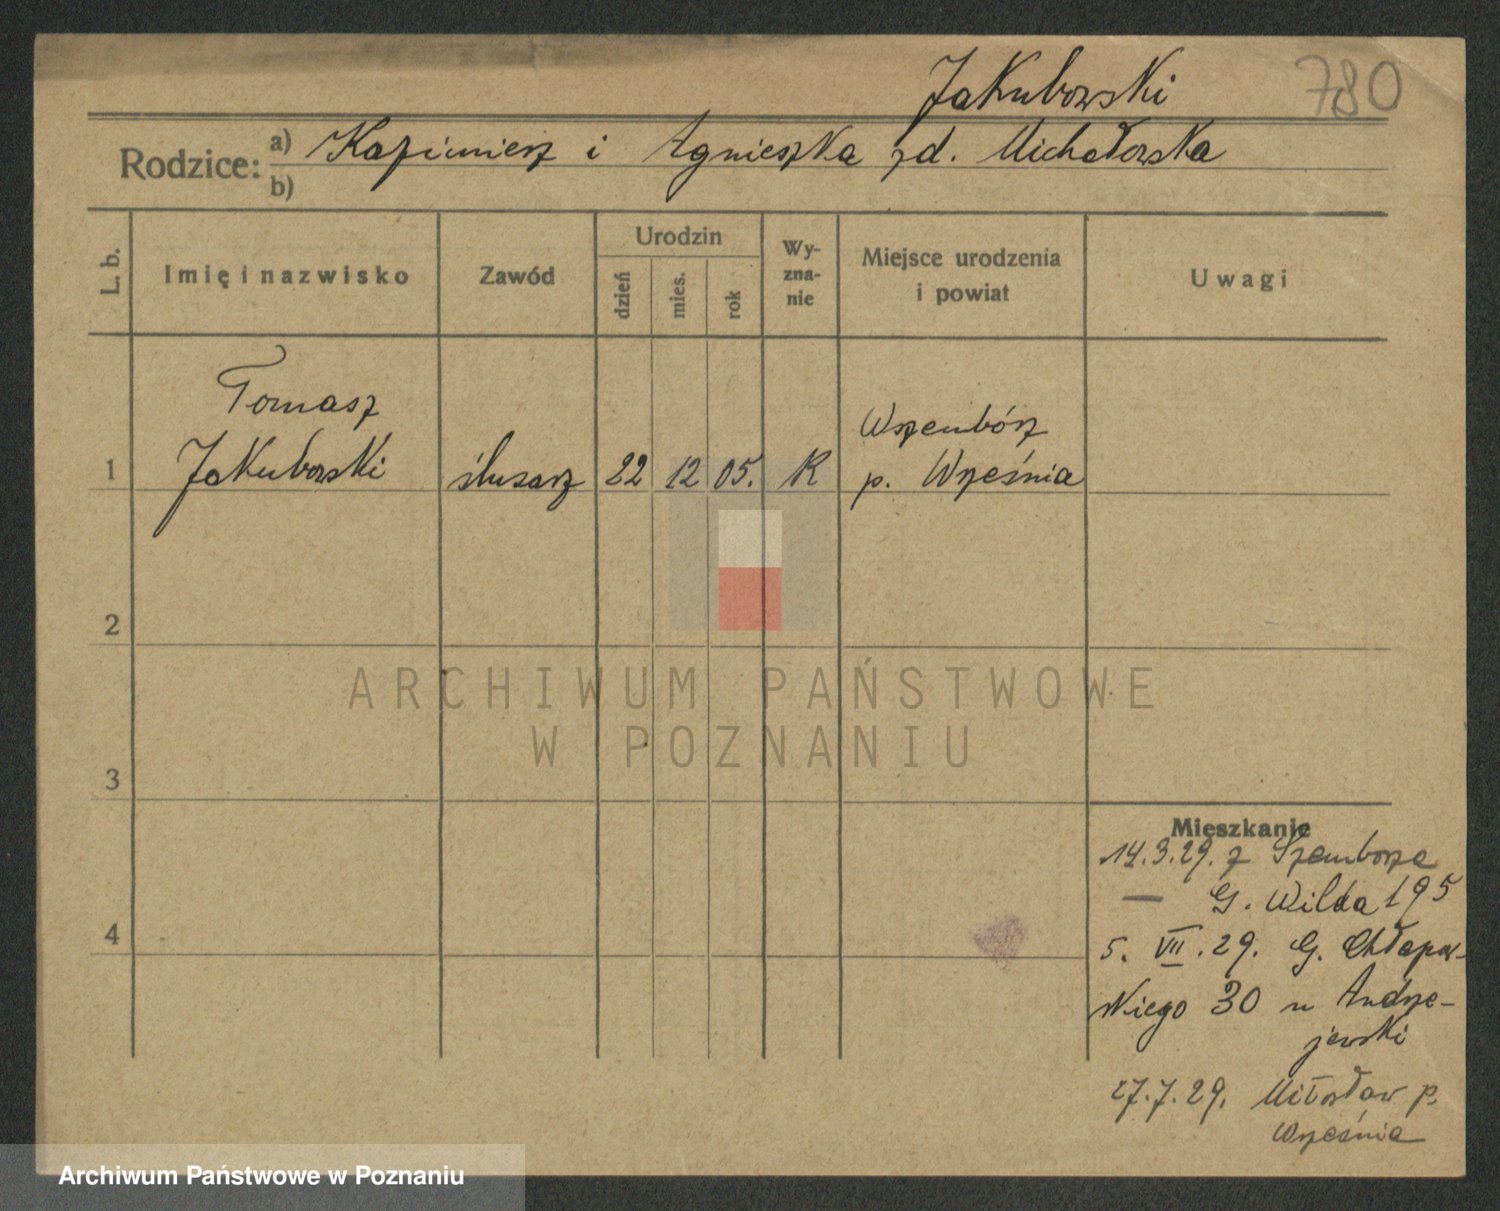 Jakubowski 780
Rodzice: a) Kazimierz i Agnieszka zd. Michałowska
b)
L. b. Imię i nazwisko Zawód Urodzin dzień mies. rok Wy-zna-nie Miejsce urodzenia i powiat Uwagi
Tomasz
Wszembórz
1 Jakubowski ślusarz 22 12 05. K p. Września
2
ARCHIWUM PAŃSTWOWE
W POZNANIU
3
Mieszkanie
14.3.29. z Szemborza
— G. Wilda 195
4
5. VII. 29. G. Chłapow-
skiego 30 u Andrze-
jewski
27.7.29. Miłosław p.
Września
Archiwum Państwowe w Poznaniu